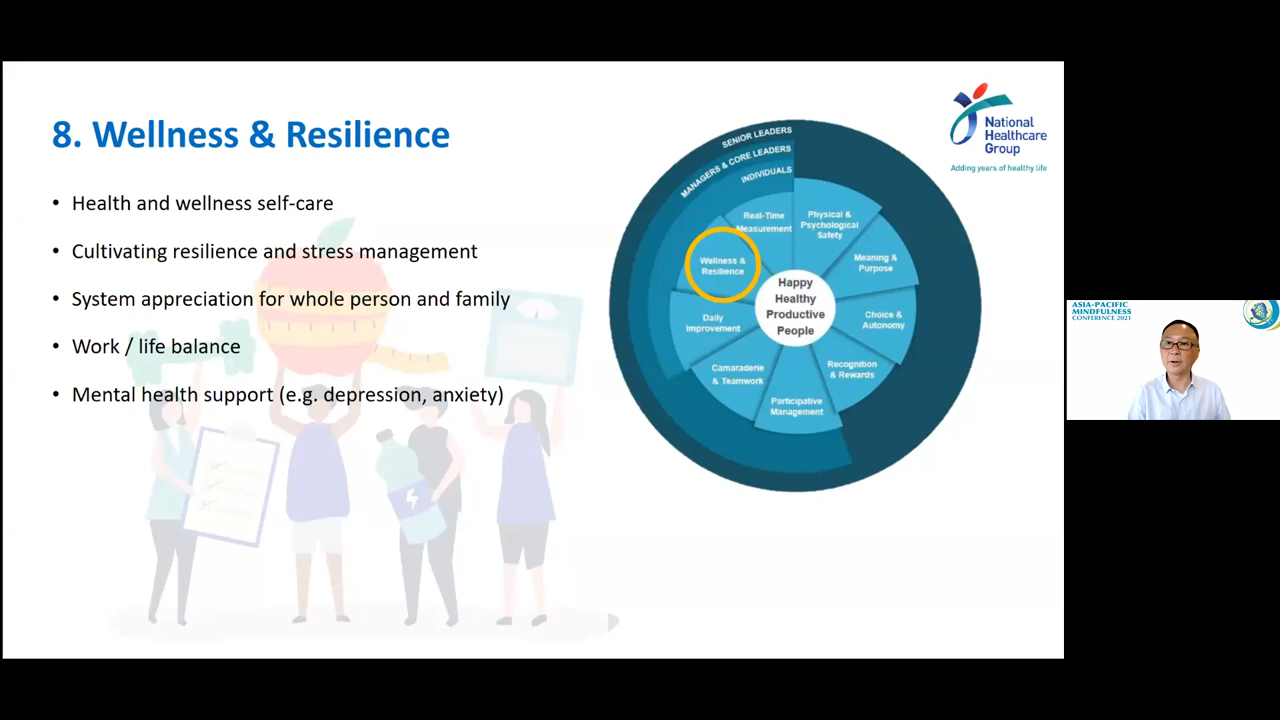 8. Wellness & Resilience
• Health and wellness self-care
• Cultivating resilience and stress management
• System appreciation for whole person and family
• Work / life balance
• Mental health support (e.g. depression, anxiety)
SENIOR LEADERS
MANAGERS & CORE LEADERS
INDIVIDUALS
Real-Time
Measurement
Physical &
Psychological
Safety
Meaning &
Purpose
Choice &
Autonomy
Recognition
& Rewards
Participative
Management
Camaraderie
& Teamwork
Daily
Improvement
Wellness &
Resilience
Happy
Healthy
Productive
People
National
Healthcare
Group
Adding years of healthy life
ASIA-PACIFIC
MINDFULNESS
CONFERENCE 2021